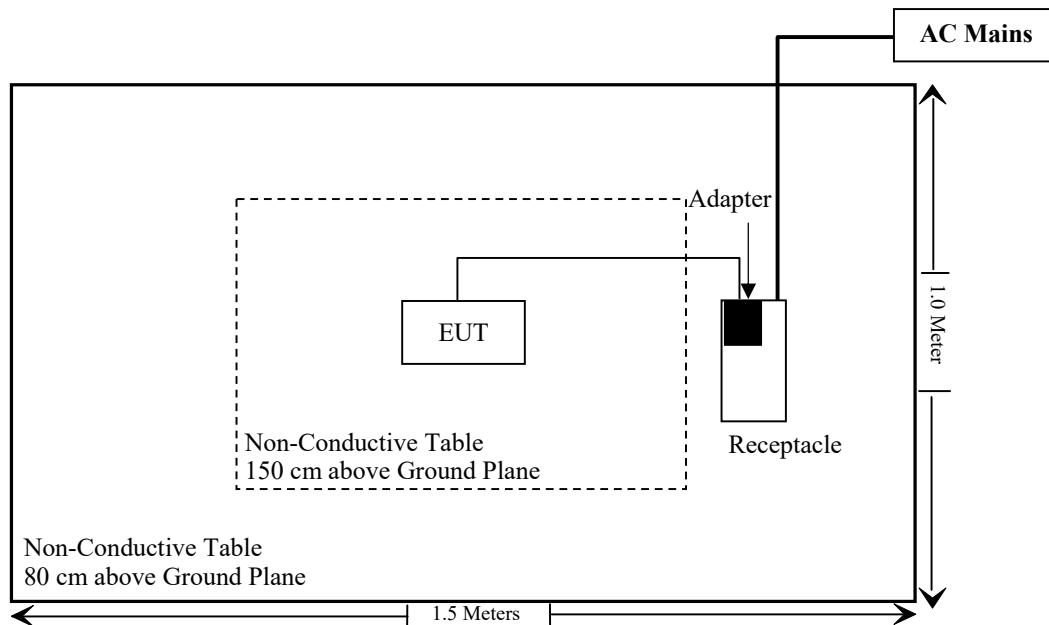 AC Mains
Adapter
EUT
1.0 Meter
Non-Conductive Table
150 cm above Ground Plane
Receptacle
Non-Conductive Table
80 cm above Ground Plane
1.5 Meters